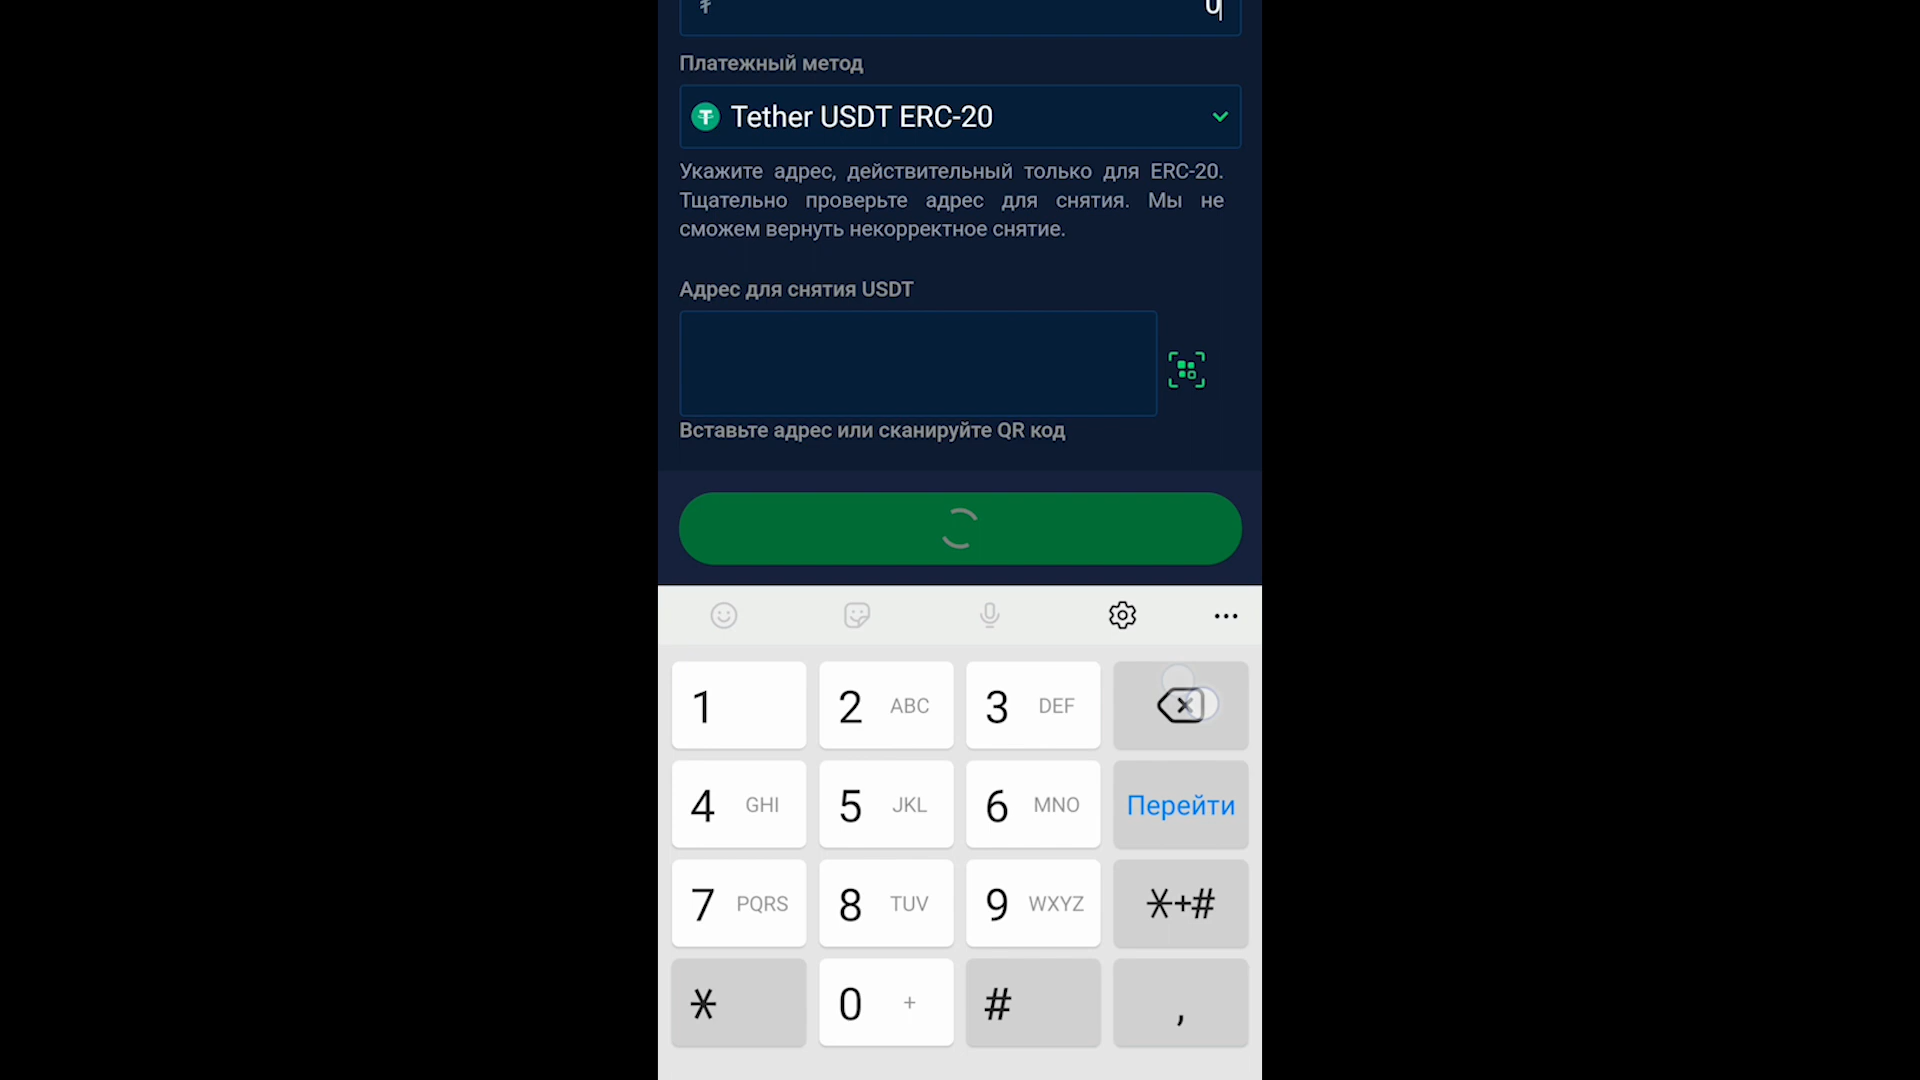 Платежный метод
Tether USDT ERC-20
Укажите адрес, действительный только для ERC-20.
Тщательно проверьте адрес для снятия. Мы не
сможем вернуть некорректное снятие.
Адрес для снятия USDT
Вставьте адрес или сканируйте QR код
1
2 ABC
3 DEF
4 GHI
5 JKL
6 MNO
Перейти
7 PQRS
8 TUV
9 WXYZ
*+#
*
0 +
#
,